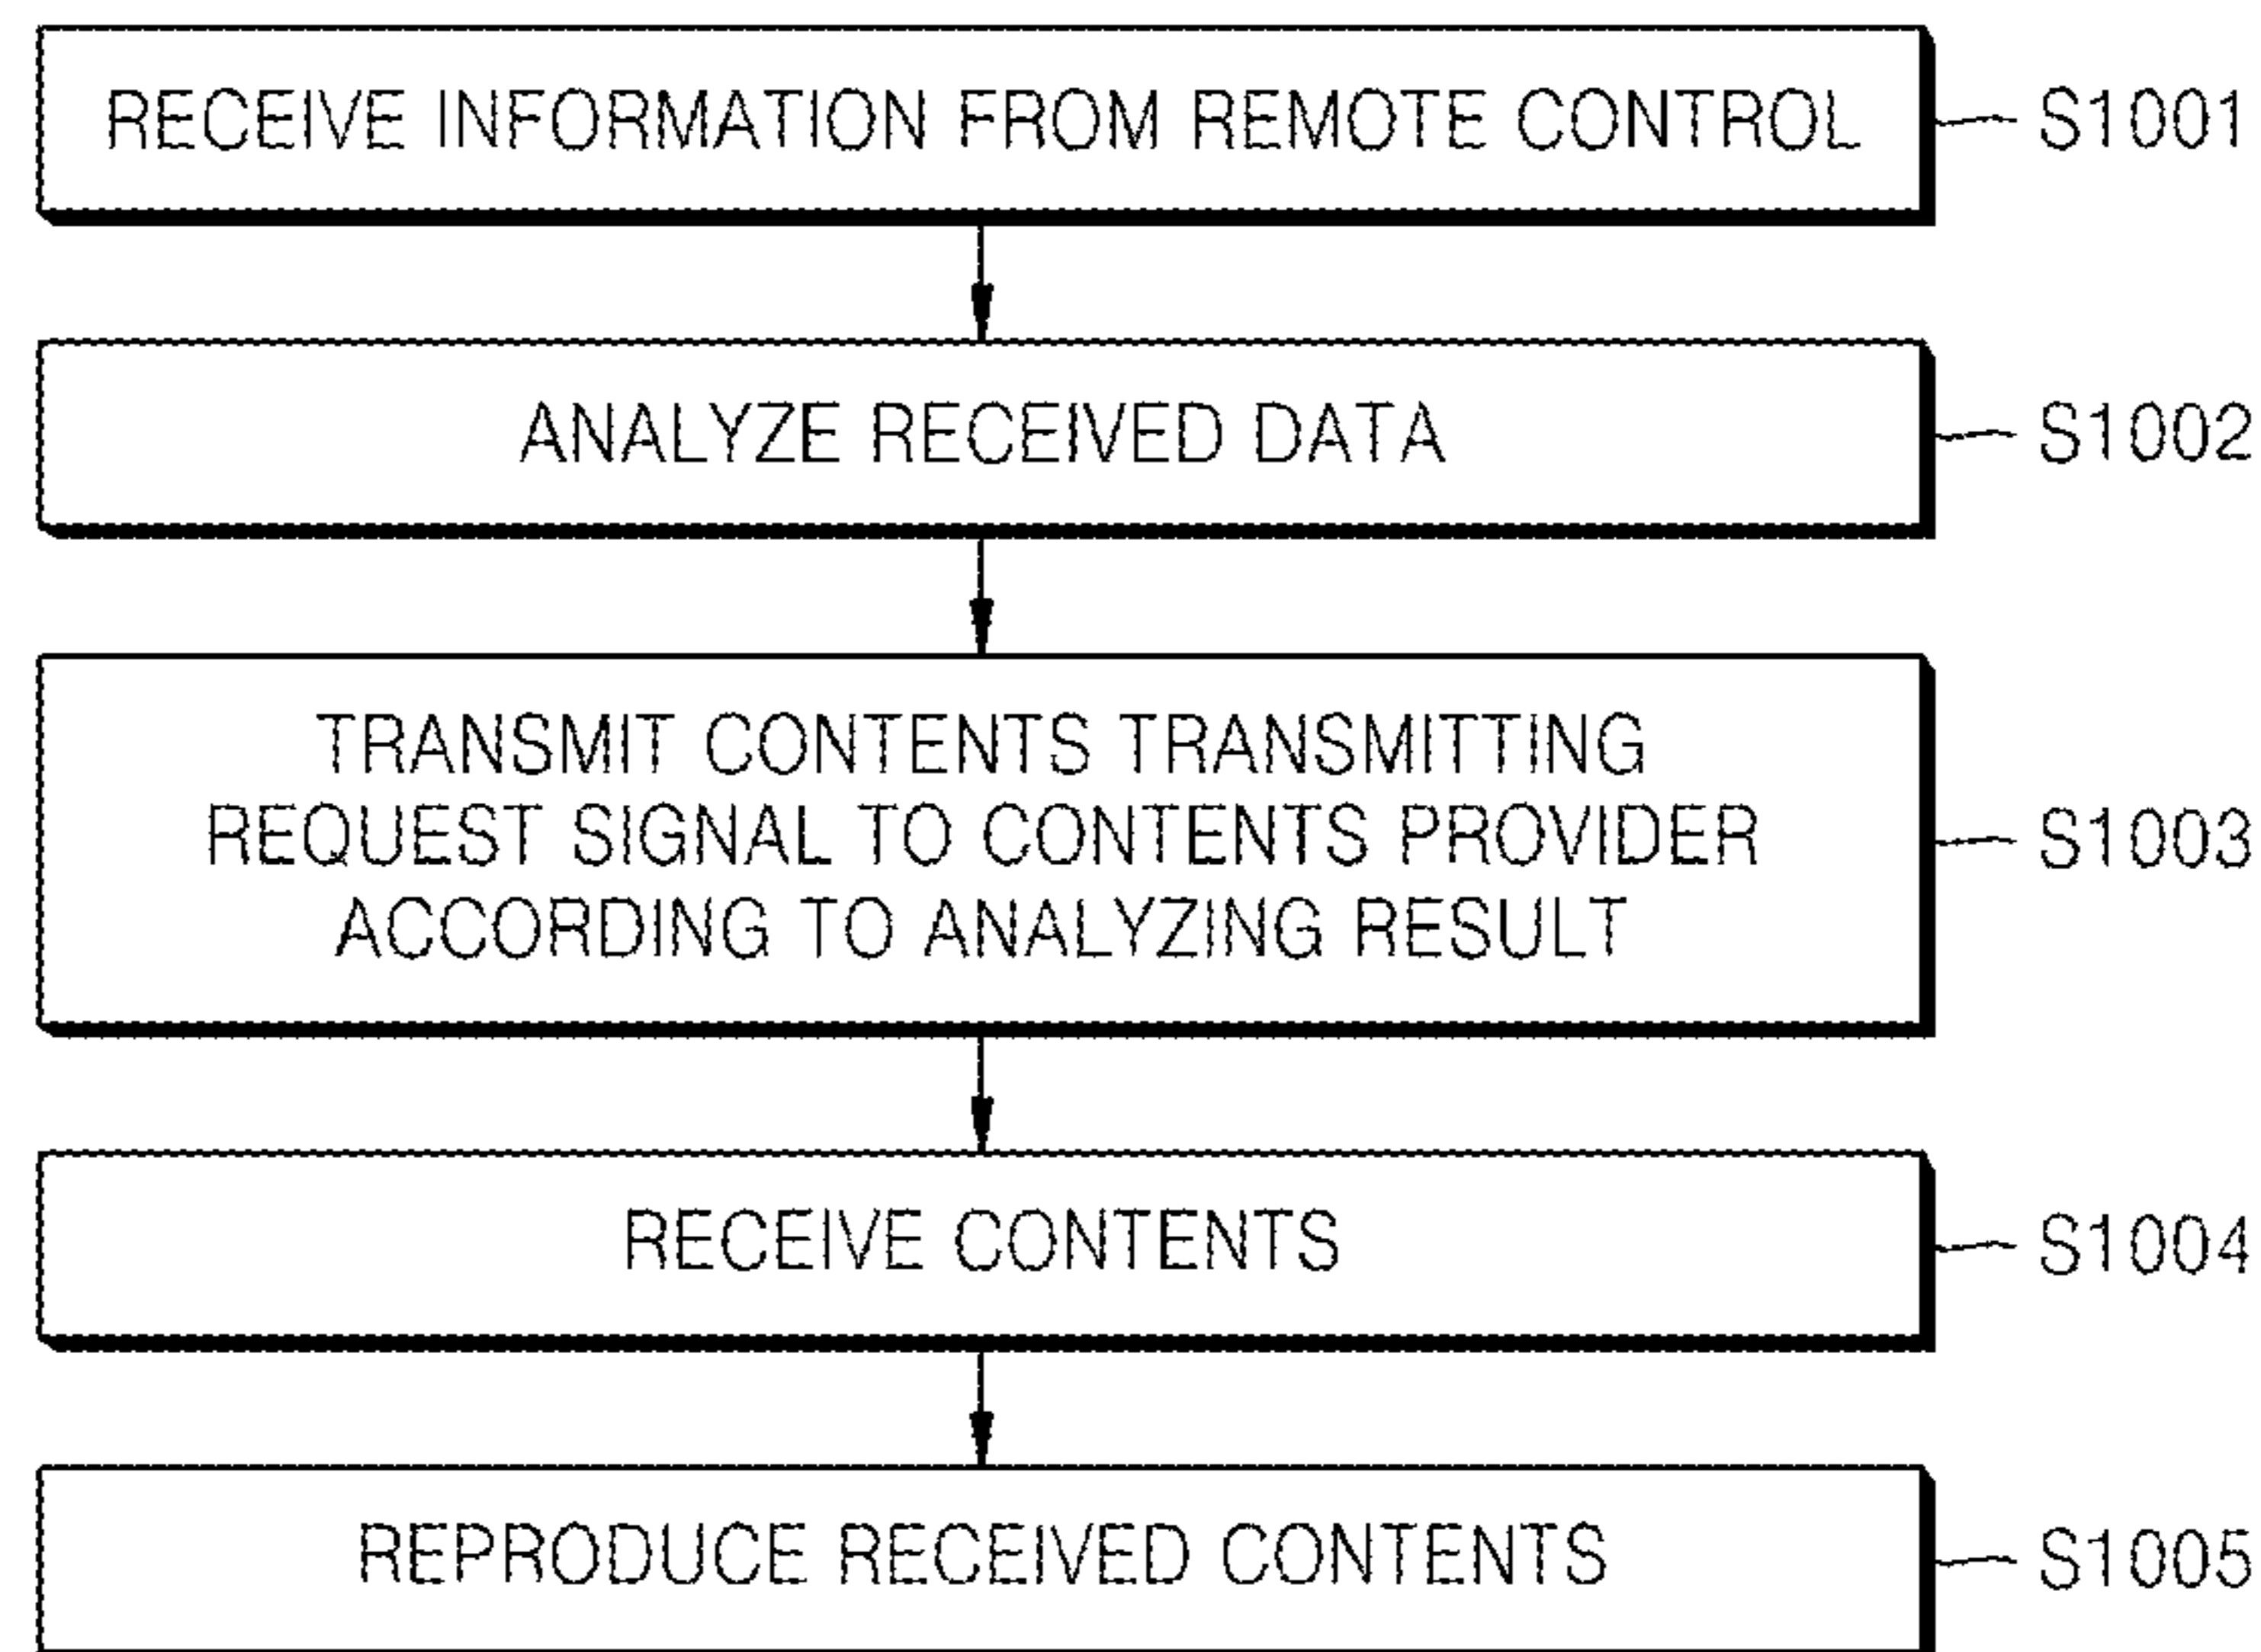 RECEIVE INFORMATION FROM REMOTE CONTROL S1001
ANALYZE RECEIVED DATA S1002
TRANSMIT CONTENTS TRANSMITTING
REQUEST SIGNAL TO CONTENTS PROVIDER S1003
ACCORDING TO ANALYZING RESULT
RECEIVE CONTENTS S1004
REPRODUCE RECEIVED CONTENTS S1005